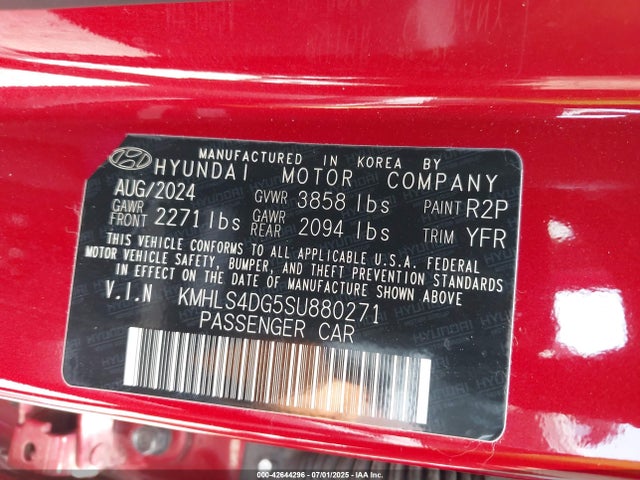 MANUFACTURED IN KOREA BY
HYUNDAI MOTOR COMPANY
AUG/2024 GVWR 3858 lbs PAINT R2P
GAWR FRONT 2271 lbs GAWR REAR 2094 lbs TRIM YFR
THIS VEHICLE CONFORMS TO ALL APPLICABLE U.S.A. FEDERAL
MOTOR VEHICLE SAFETY, BUMPER, AND THEFT PREVENTION
STANDARDS IN EFFECT ON THE DATE OF MANUFACTURE SHOWN ABOVE.
V.I.N KMHLS4DG5SU880271
PASSENGER CAR
000-42644296 - 07/01/2025 - IAA Inc.